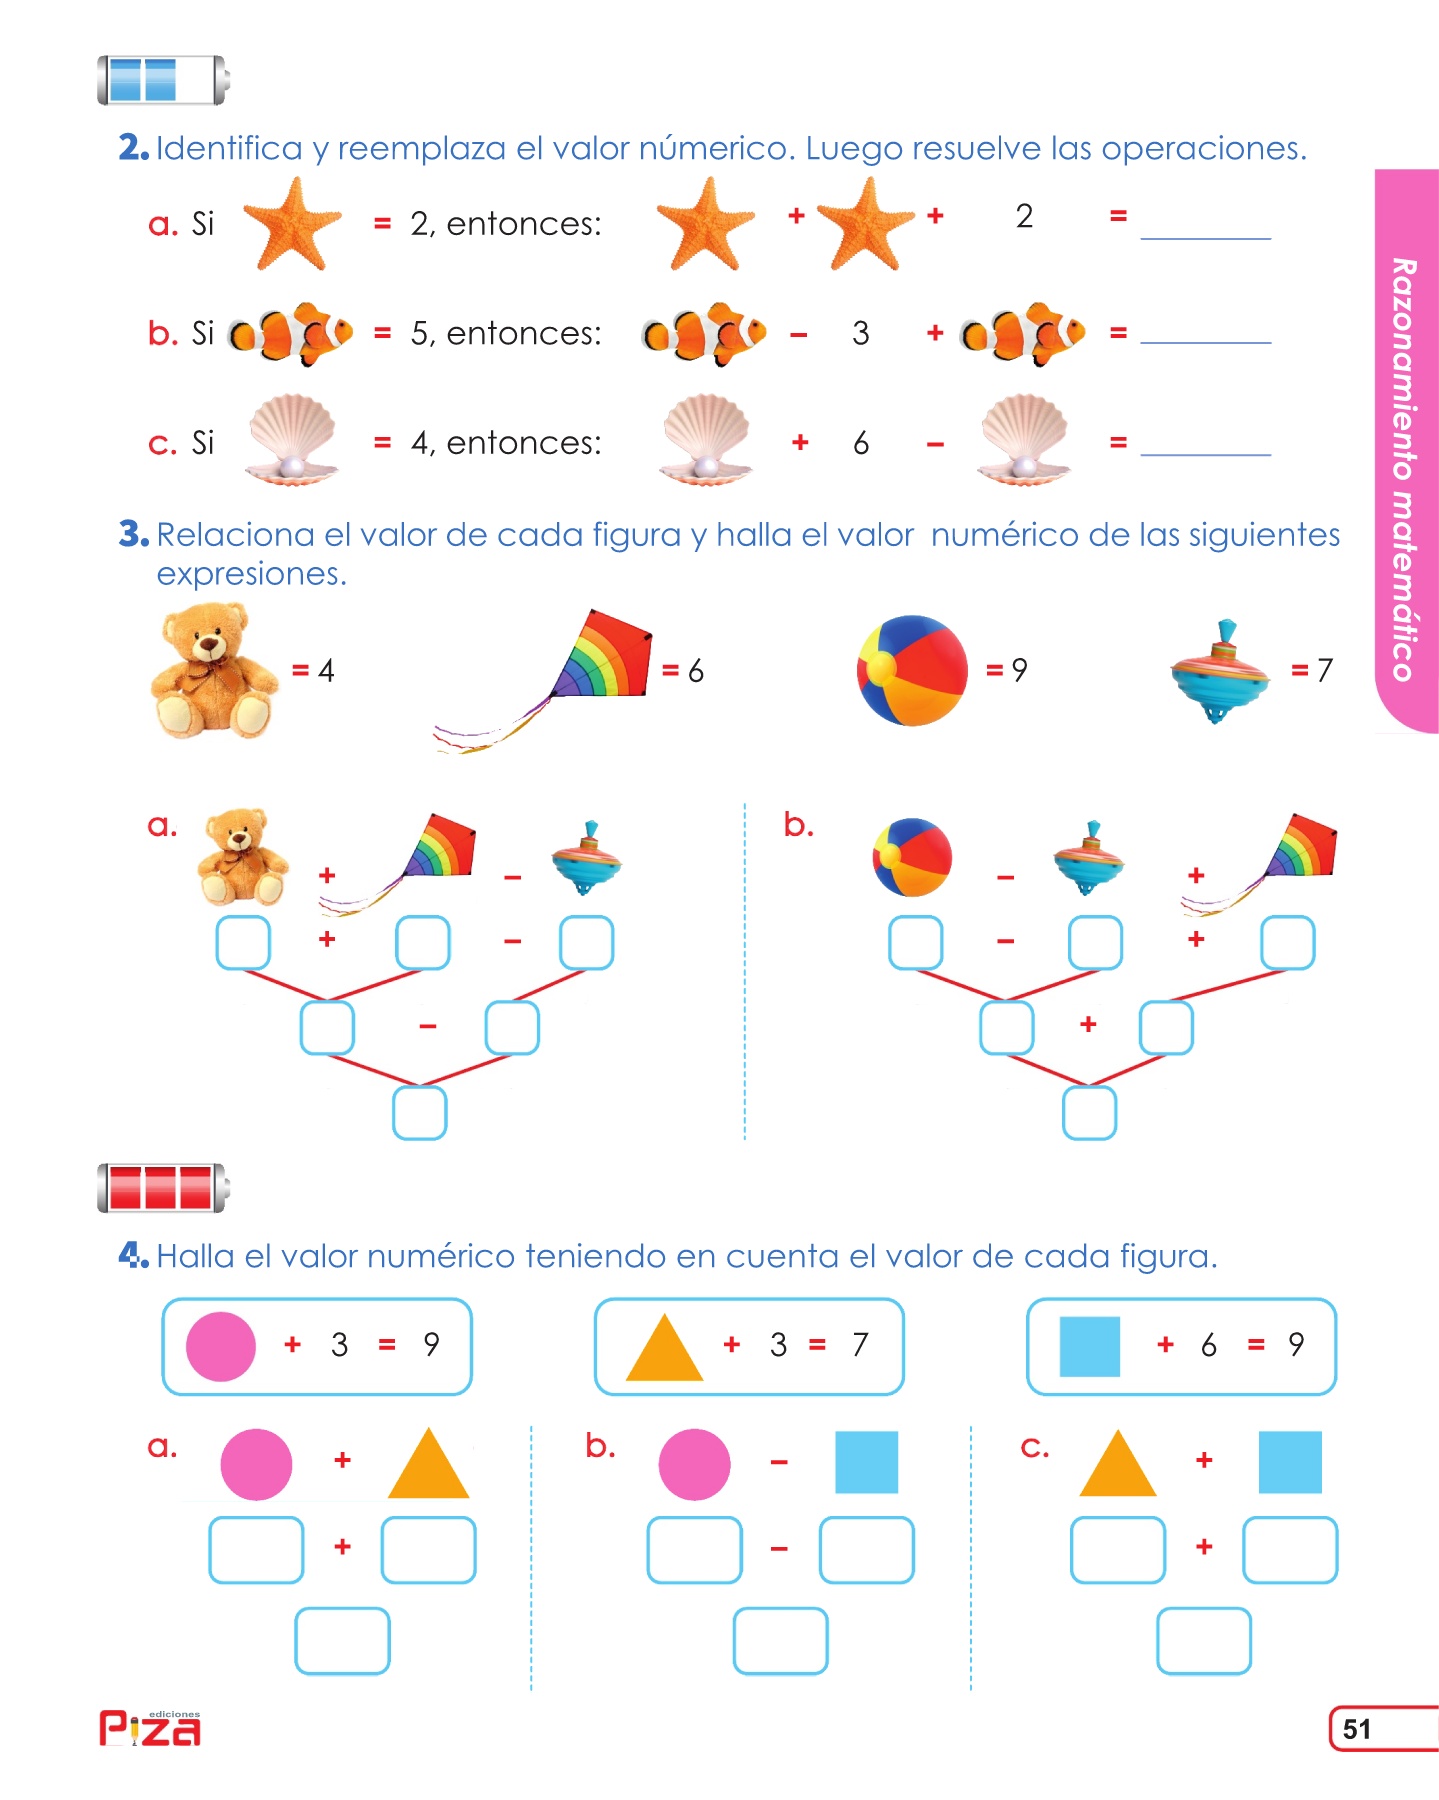 2. Identifica y reemplaza el valor númerico. Luego resuelve las operaciones.
a. Si = 2, entonces: + + 2 =
b. Si = 5, entonces: - 3 + =
c. Si = 4, entonces: + 6 - =
3. Relaciona el valor de cada figura y halla el valor numérico de las siguientes
expresiones.
= 4 = 6 = 9 = 7
a. + -
b. - +
+ -
- +
-
+
4. Halla el valor numérico teniendo en cuenta el valor de cada figura.
+ 3 = 9
+ 3 = 7
+ 6 = 9
a. +
b. -
c. +
+
-
+
Razonamiento matemático
ediciones
Piza
51